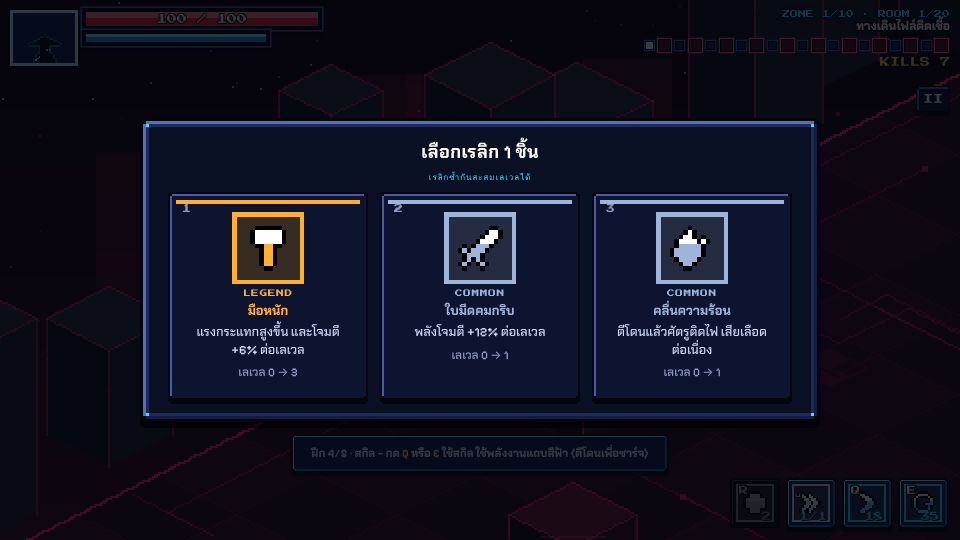 100 / 100
ZONE 1/10 · ROOM 1/20
ทางเดินไฟล์ติดเชื้อ
KILLS 7
II
เลือกเรลิก 1 ชิ้น
เรลิกซ้ำกันสะสมเลเวลได้
1
LEGEND
มือหนัก
แรงกระแทกสูงขึ้น และโจมตี
+6% ต่อเลเวล
เลเวล 0 → 3
2
COMMON
ใบมีดคมกริบ
พลังโจมตี +12% ต่อเลเวล
เลเวล 0 → 1
3
COMMON
คลื่นความร้อน
ตีโดนแล้วศัตรูติดไฟ เสียเลือด
ต่อเนื่อง
เลเวล 0 → 1
ฝึก 4/8 · สกิล - กด Q หรือ E ใช้สกิล ใช้พลังงานแถบสีฟ้า (ตีโดนเพื่อชาร์จ)
R
2
1/1
Q
18
E
35